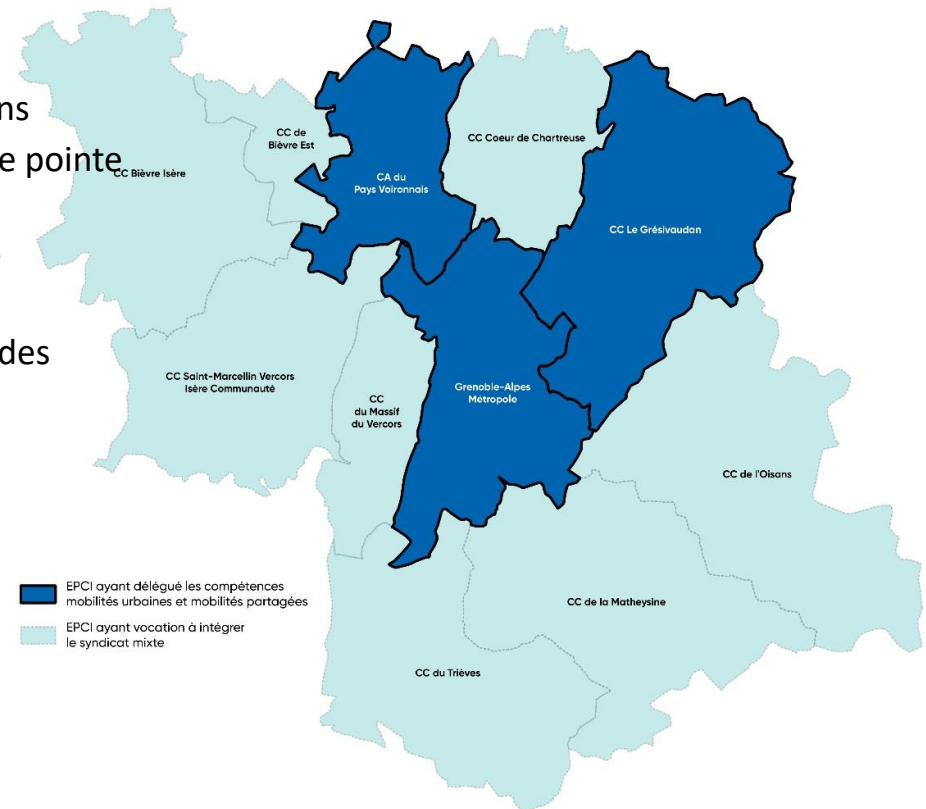 ns
e pointe
des
CC Bièvre Isère
CC de
Bièvre Est
CA du
Pays Voironnais
CC Coeur de Chartreuse
CC Le Grésivaudan
CC Saint-Marcellin Vercors
Isère Communauté
CC
du Massif
du Vercors
Grenoble-Alpes
Métropole
CC de l'Oisans
CC de la Matheysine
CC du Trièves
EPCI ayant délégué les compétences
mobilités urbaines et mobilités partagées
EPCI ayant vocation à intégrer
le syndicat mixte